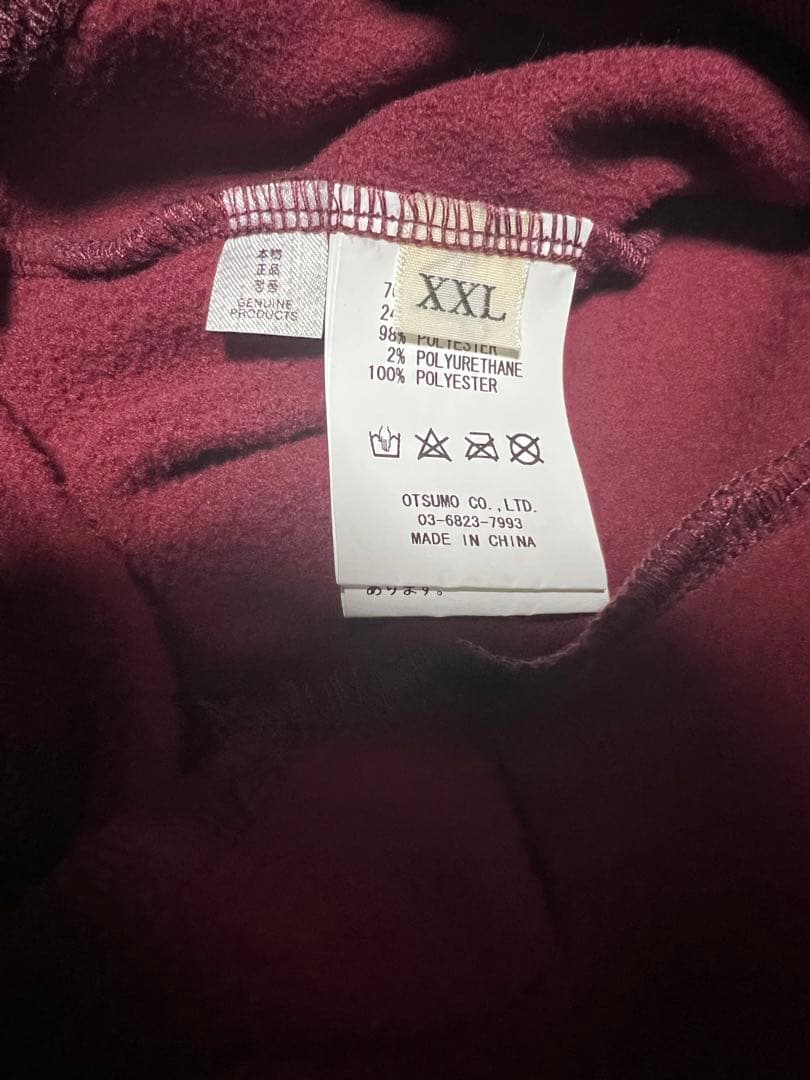 本物
正品
정품
GENUINE
PRODUCTS
XXL
98% POLYESTER
2% POLYURETHANE
100% POLYESTER
OTSUMO CO.,LTD.
03-6823-7993
MADE IN CHINA
あります。